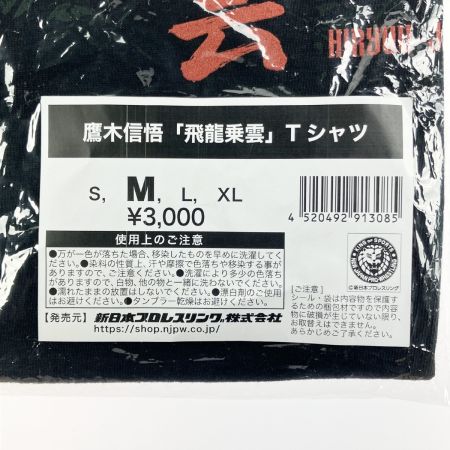 雲
HIRYUH J
鷹木信悟「飛龍乗雲」Tシャツ
S, M, L, XL
¥3,000
4 520492 913085
使用上のご注意
●万が一色が落ちた場合、移染したものを早めに洗濯してく
ださい。●染料の性質上、汗や摩擦で色落ちや移染する事が
ありますので、ご注意ください。●洗濯により多少の色落ち
がありますので、白物、他の物と一緒に洗わないでください。
●濡れたままの放置はしないでください。●漂白剤のご使用
はお避けください。●タンブラー乾燥はお避けください。
【発売元】新日本プロレスリング株式会社
https://shop.njpw.co.jp/
KING OF SPORTS
NEW JAPAN PRO-WRESTLING
©新日本プロレスリング
【ご注意】
シール・袋は内容物を保護す
るための梱包材ですので内容
物に破損が生じていない限り、
お取替えはできません。
あらかじめご了承ください。